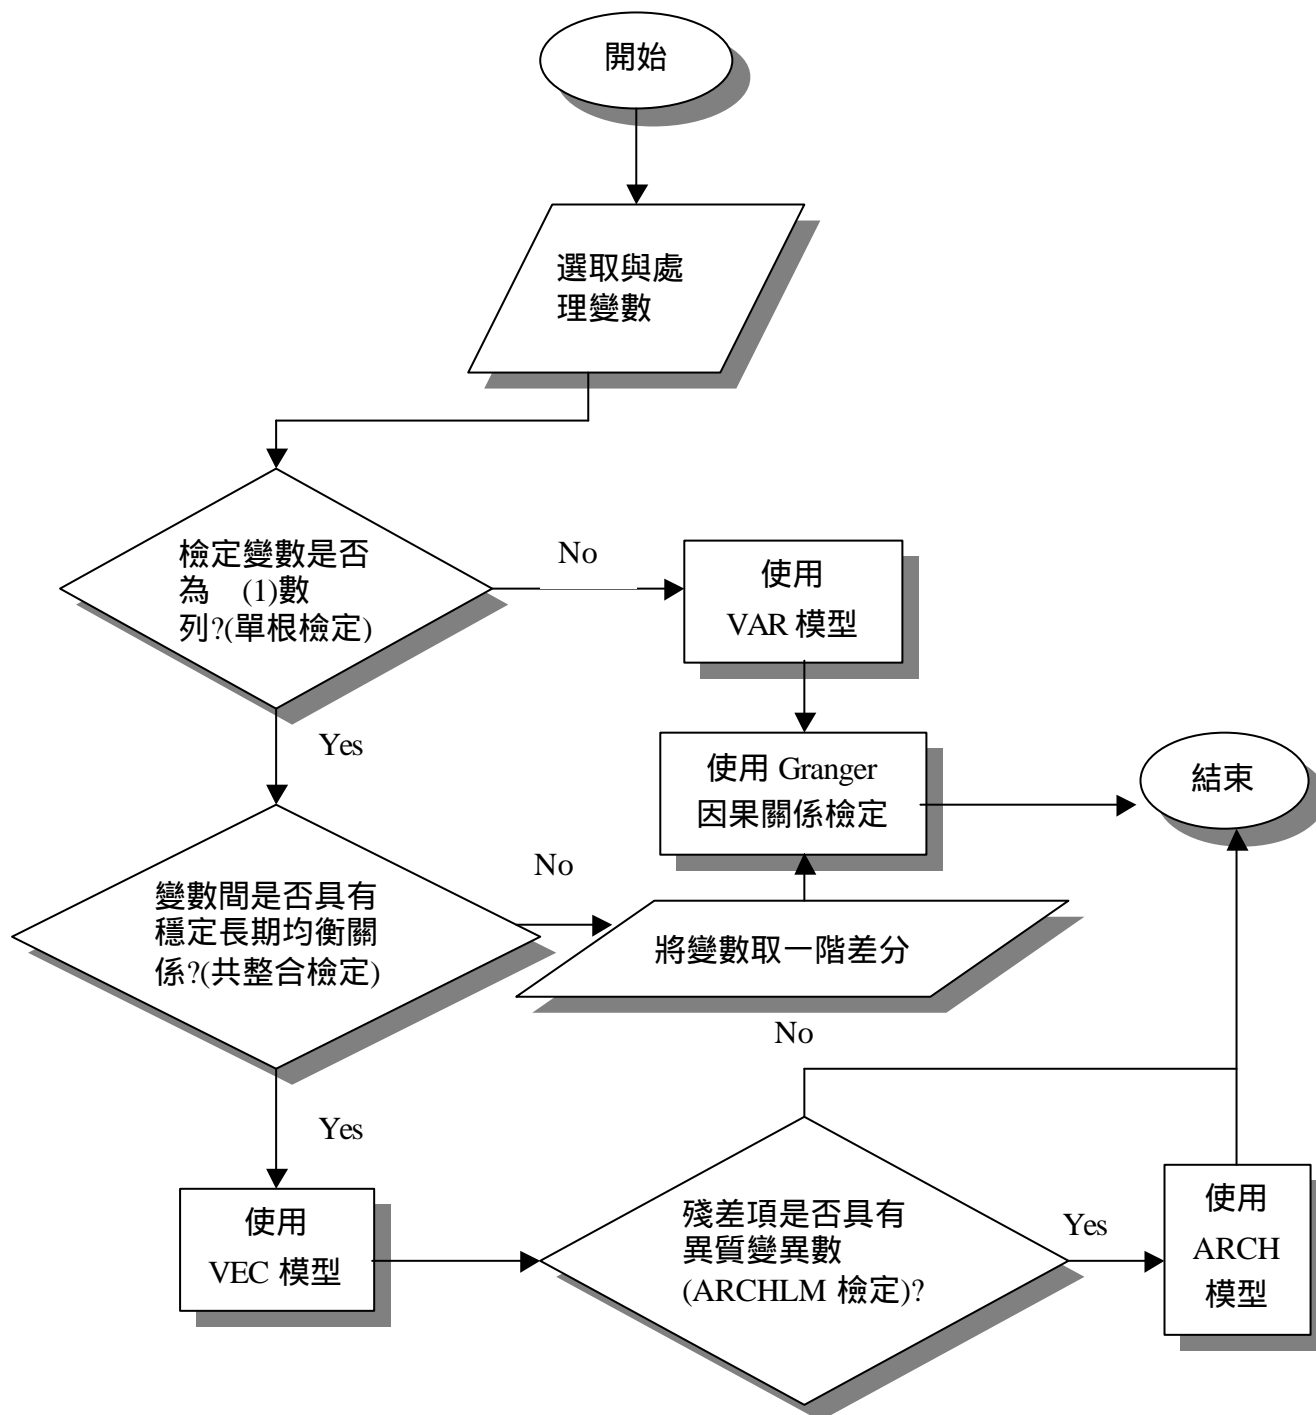 開始
選取與處
理變數
檢定變數是否
為 (1)數
列?(單根檢定)
No
使用
VAR 模型
Yes
使用 Granger
因果關係檢定
結束
變數間是否具有
穩定長期均衡關
係?(共整合檢定)
No
將變數取一階差分
No
Yes
使用
VEC 模型
殘差項是否具有
異質變異數
(ARCHLM 檢定)?
Yes
使用
ARCH
模型